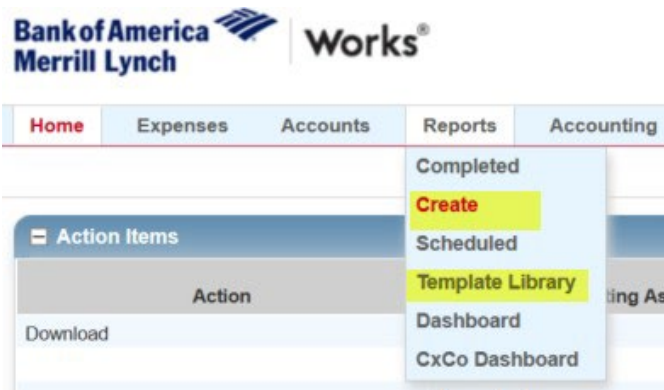 Bank of America
Merrill Lynch
Works®
Home Expenses Accounts Reports Accounting
Completed
Create
Scheduled
Template Library
Dashboard
CxCo Dashboard
Action Items
Action
Download